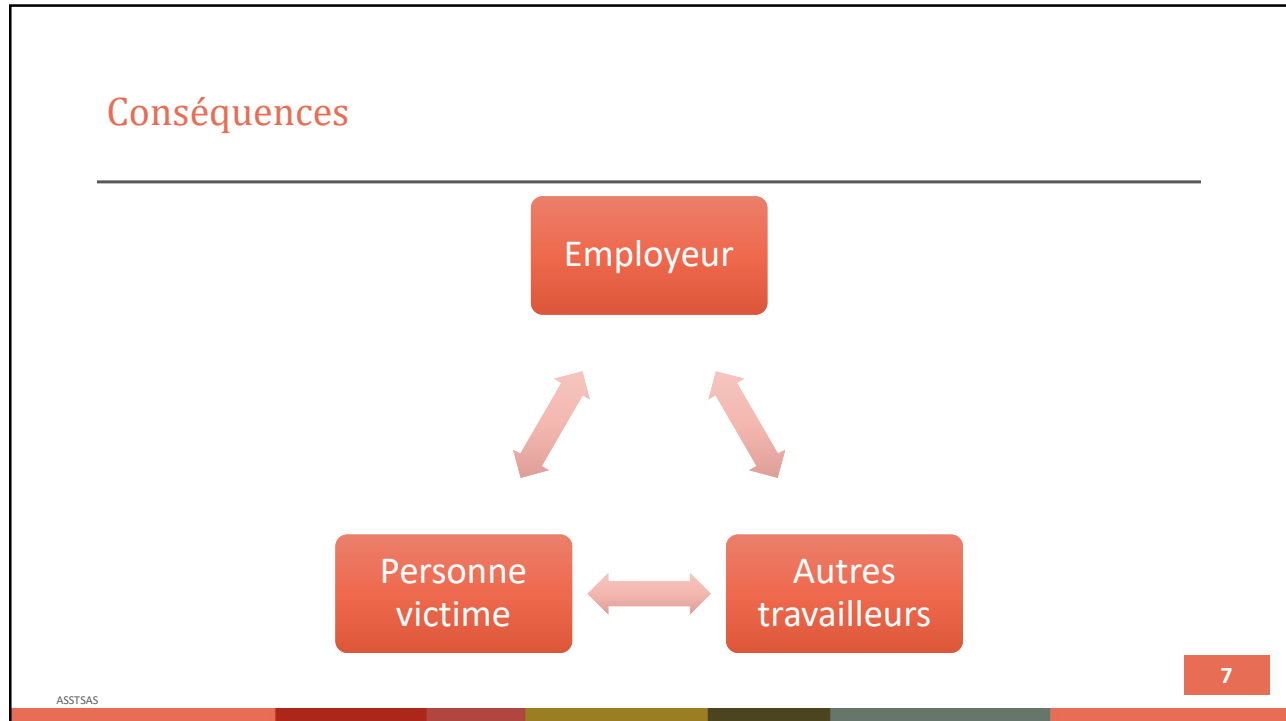 Conséquences
Employeur
Personne
victime
Autres
travailleurs
7
ASSTSAS